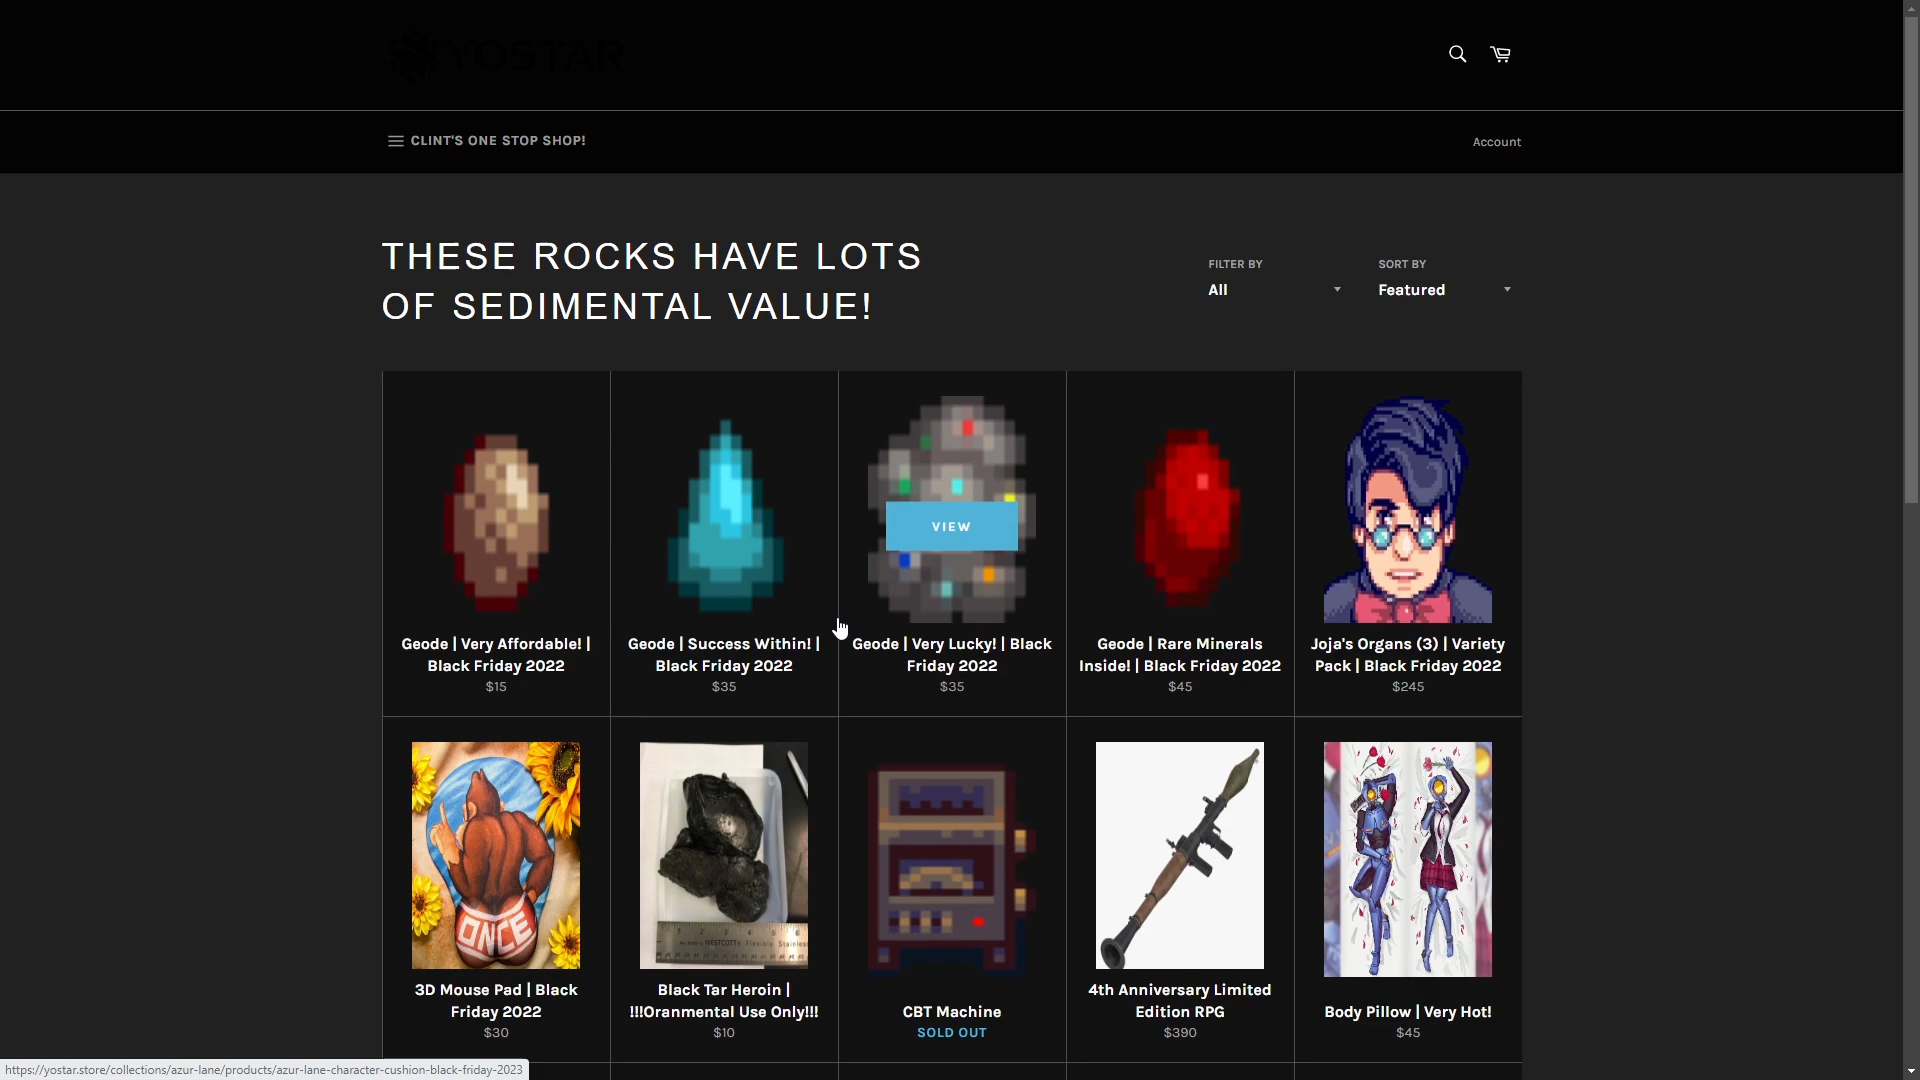 YOSTAR
CLINT'S ONE STOP SHOP!
Account
THESE ROCKS HAVE LOTS
OF SEDIMENTAL VALUE!
FILTER BY
All
SORT BY
Featured
VIEW
Geode | Very Affordable! |
Black Friday 2022
$15
Geode | Success Within! |
Black Friday 2022
$35
Geode | Very Lucky! | Black
Friday 2022
$35
Geode | Rare Minerals
Inside! | Black Friday 2022
$45
Joja's Organs (3) | Variety
Pack | Black Friday 2022
$245
ONCE
WESTCOTT® Flexible Stainless
3D Mouse Pad | Black
Friday 2022
$30
Black Tar Heroin |
!!!Oranmental Use Only!!!
$10
CBT Machine
SOLD OUT
4th Anniversary Limited
Edition RPG
$390
Body Pillow | Very Hot!
$45
https://yostar.store/collections/azur-lane/products/azur-lane-character-cushion-black-friday-2023